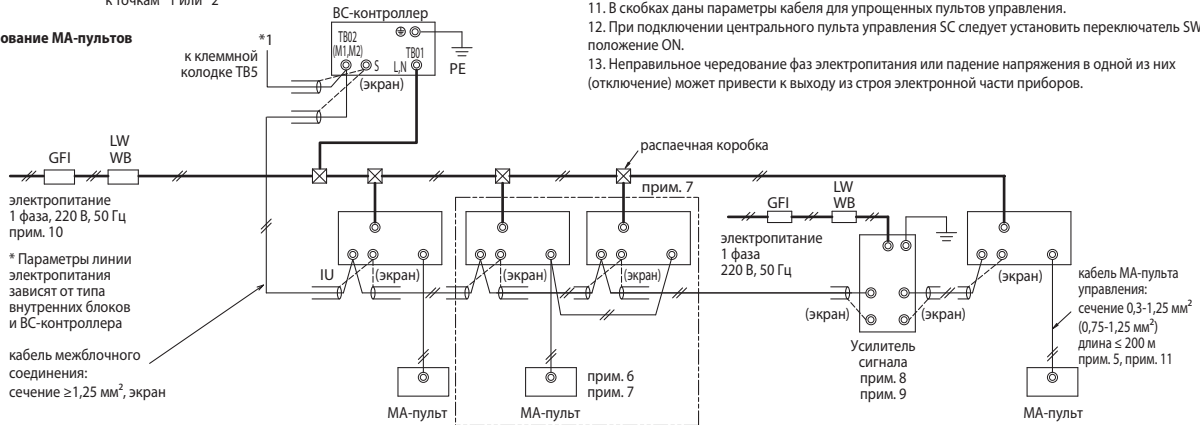 к точкам *1 или *2
ование МА-пультов
11. В скобках даны параметры кабеля для упрощенных пультов управления.
12. При подключении центрального пульта управления SC следует установить переключатель SW
положение ON.
13. Неправильное чередование фаз электропитания или падение напряжения в одной из них
(отключение) может привести к выходу из строя электронной части приборов.
BC-контроллер
*1
к клеммной
колодке TB5
TB02
(M1,M2)
S
TB01
L,N
(экран)
PE
GFI
LW
WB
распаечная коробка
прим. 7
электропитание
1 фаза, 220 В, 50 Гц
прим. 10
* Параметры линии
электропитания
зависят от типа
внутренних блоков
и BC-контроллера
кабель межблочного
соединения:
сечение ≥1,25 мм², экран
IU
(экран)
(экран)
(экран)
GFI
LW
WB
электропитание
1 фаза
220 В, 50 Гц
(экран)
(экран)
(экран)
Усилитель
сигнала
прим. 8
прим. 9
кабель МА-пульта
управления:
сечение 0,3-1,25 мм²
(0,75-1,25 мм²)
длина ≤ 200 м
прим. 5, прим. 11
МА-пульт
МА-пульт
прим. 6
прим. 7
МА-пульт